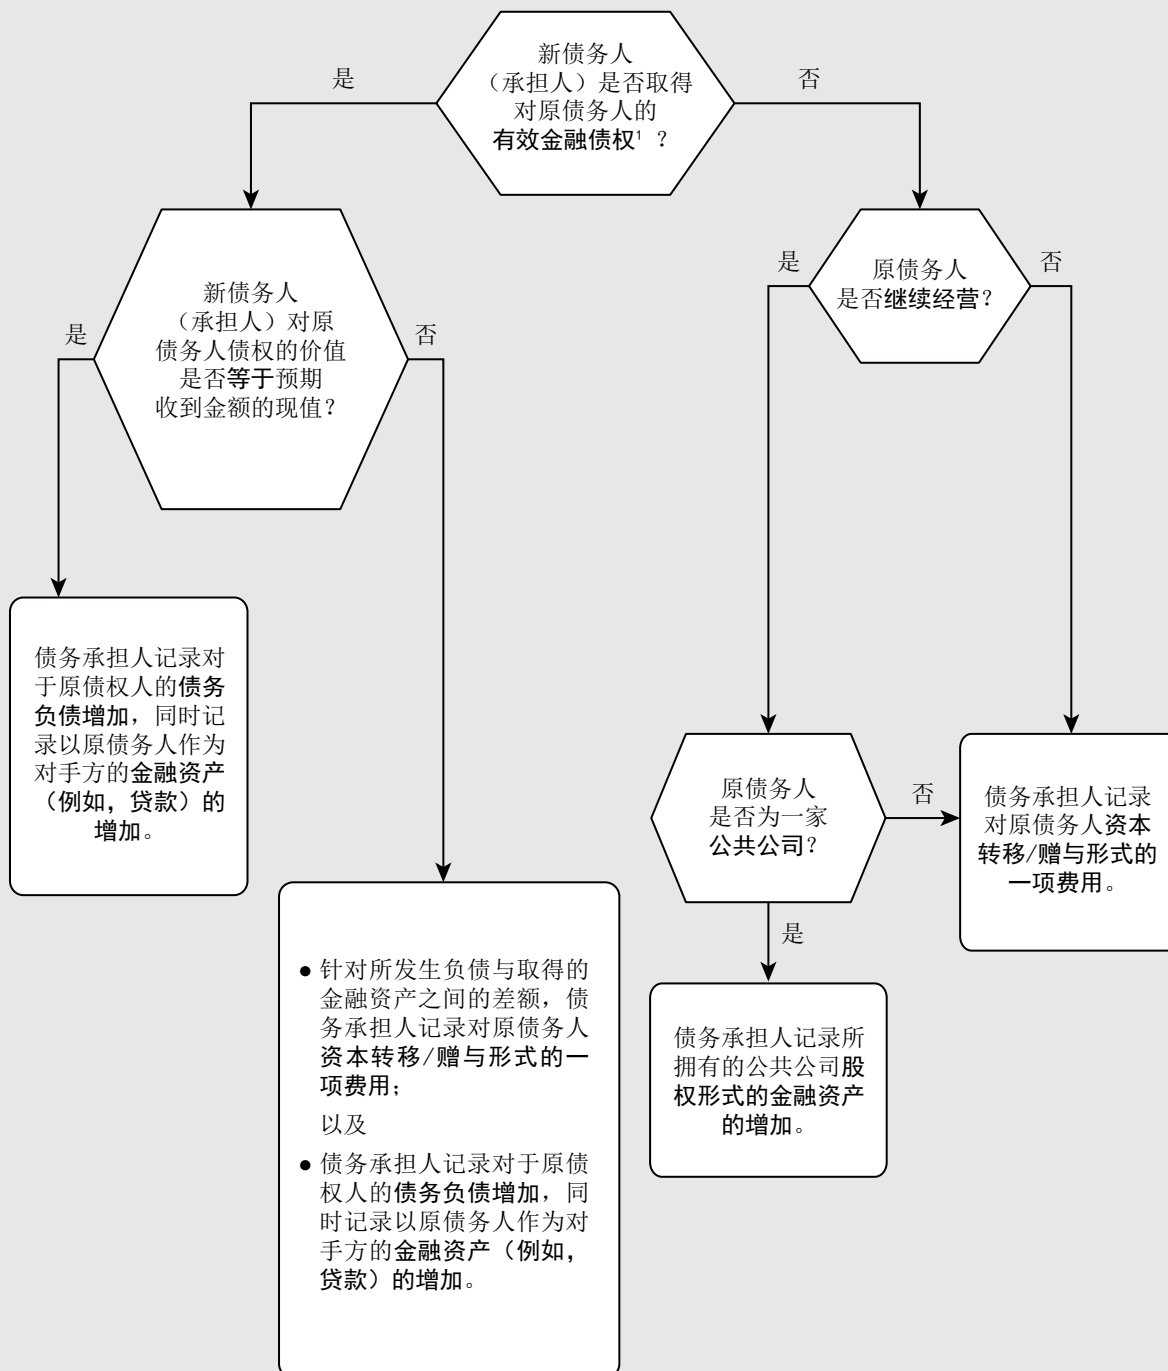 新债务人
（承担人）是否取得
对原债务人的
有效金融债权¹ ？
是
否
新债务人
（承担人）对原
债务人债权的价值
是否等于预期
收到金额的现值？
是
否
原债务人
是否继续经营？
是
否
债务承担人记录对
于原债权人的债务
负债增加，同时记
录以原债务人作为
对手方的金融资产
（例如，贷款）的
增加。
● 针对所发生负债与取得的
金融资产之间的差额，债
务承担人记录对原债务人
资本转移/赠与形式的一
项费用；
以及
● 债务承担人记录对于原债
权人的债务负债增加，同
时记录以原债务人作为对
手方的金融资产（例如，
贷款）的增加。
原债务人
是否为一家
公共公司？
否
是
债务承担人记录
对原债务人资本
转移/赠与形式的
一项费用。
债务承担人记录所
拥有的公共公司股
权形式的金融资产
的增加。